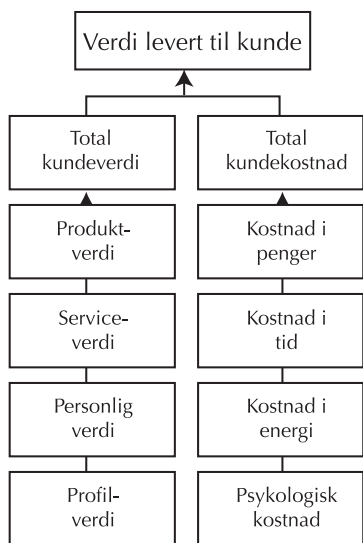 Verdi levert til kunde
Total
kundeverdi
Total
kundekostnad
Produkt-
verdi
Kostnad i
penger
Service-
verdi
Kostnad i
tid
Personlig
verdi
Kostnad i
energi
Profil-
verdi
Psykologisk
kostnad